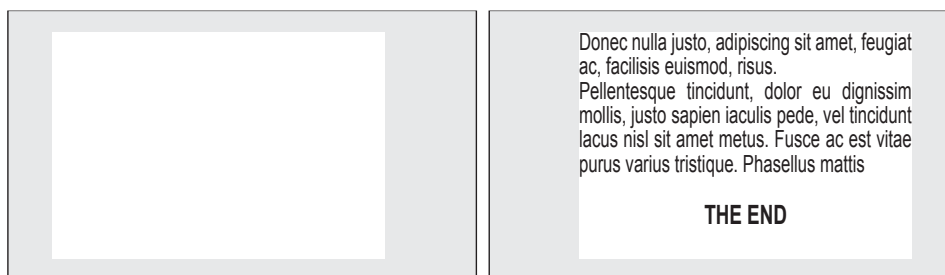 Donec nulla justo, adipiscing sit amet, feugiat
ac, facilisis euismod, risus.
Pellentesque tincidunt, dolor eu dignissim
mollis, justo sapien iaculis pede, vel tincidunt
lacus nisl sit amet metus. Fusce ac est vitae
purus varius tristique. Phasellus mattis
THE END